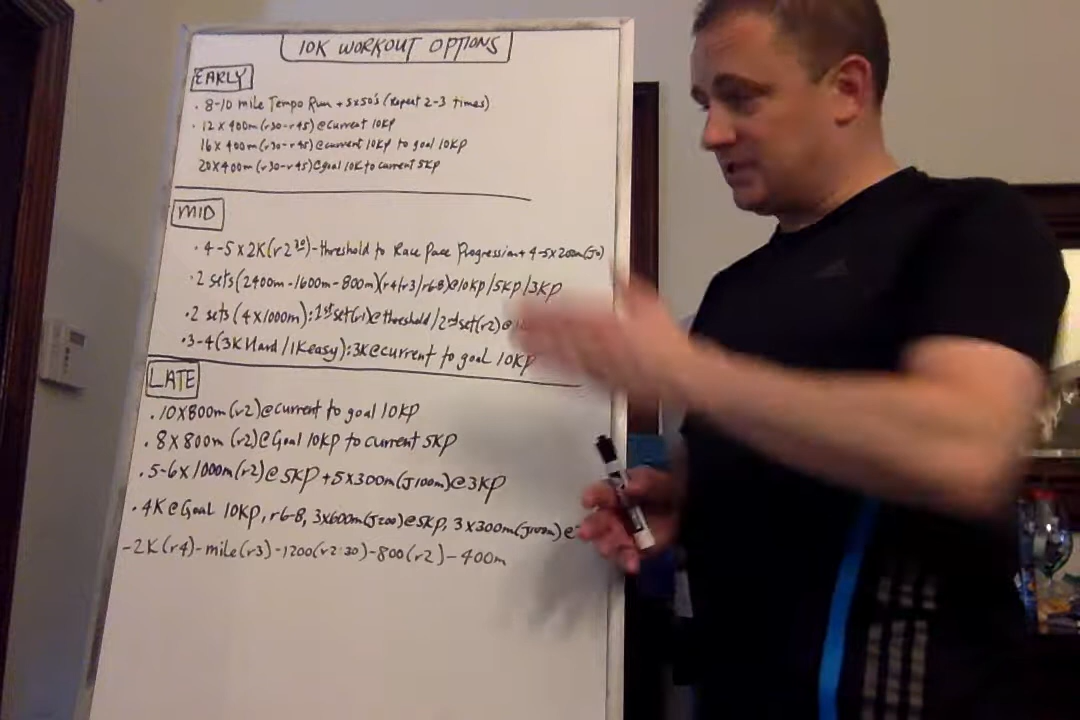 10K WORKOUT OPTIONS
EARLY
· 8-10 mile Tempo Run + 5x50's (Repeat 2-3 times)
· 12 x 400m (r30-r45) @ current 10KP
16 x 400m (r30-r45) @ current 10KP to goal 10KP
20 x 400m (r30-r45) @ goal 10K to current 5KP
MID
· 4-5 x 2K (r2 30) - threshold to Race Pace Progression + 4-5 x 200m
· 2 sets (2400m - 1600m - 800m) (r4/r3/r6-8) @ 10KP/5KP/3KP
· 2 sets (4 x 1000m): 1st set (r1) @ threshold / 2nd set (r2) @
· 3-4 (3K Hard / 1K easy): 3K @ current to goal 10KP
LATE
· 10 x 800m (r2) @ current to goal 10KP
· 8 x 800m (r2) @ Goal 10KP to current 5KP
· 5-6 x 1000m (r2) @ 5KP + 5 x 300m (J100m) @ 3KP
· 4K @ Goal 10KP, r6-8, 3x600m (J200) @ 5KP, 3 x 300m (J100m) @
- 2K (r4) - mile (r3) - 1200 (r2:30) - 800 (r2) - 400m